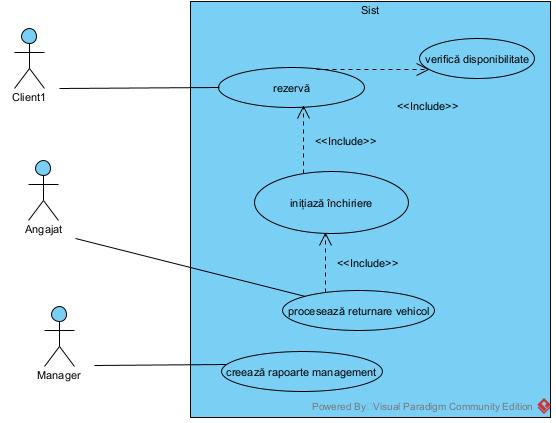 Sist
verifică disponibilitate
rezervă
Client1
<<Include>>
<<Include>>
inițiază închiriere
Angajat
<<Include>>
procesează returnare vehicol
Manager
creează rapoarte management
Powered By Visual Paradigm Community Edition